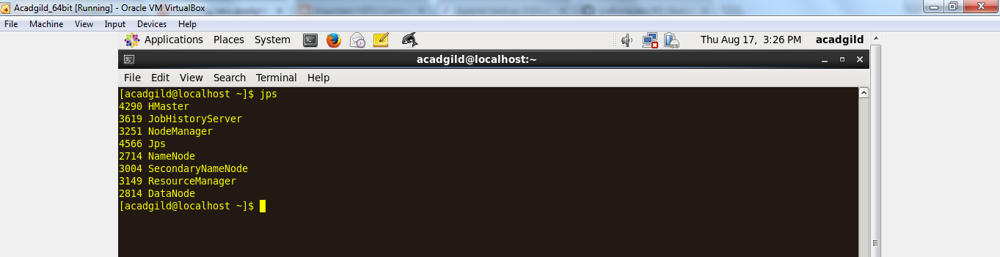 Acadgild_64bit [Running] - Oracle VM VirtualBox
File Machine View Input Devices Help
Applications Places System Thu Aug 17, 3:26 PM acadgild
acadgild@localhost:~
File Edit View Search Terminal Help
[acadgild@localhost ~]$ jps
4290 HMaster
3619 JobHistoryServer
3251 NodeManager
4566 Jps
2714 NameNode
3004 SecondaryNameNode
3149 ResourceManager
2814 DataNode
[acadgild@localhost ~]$